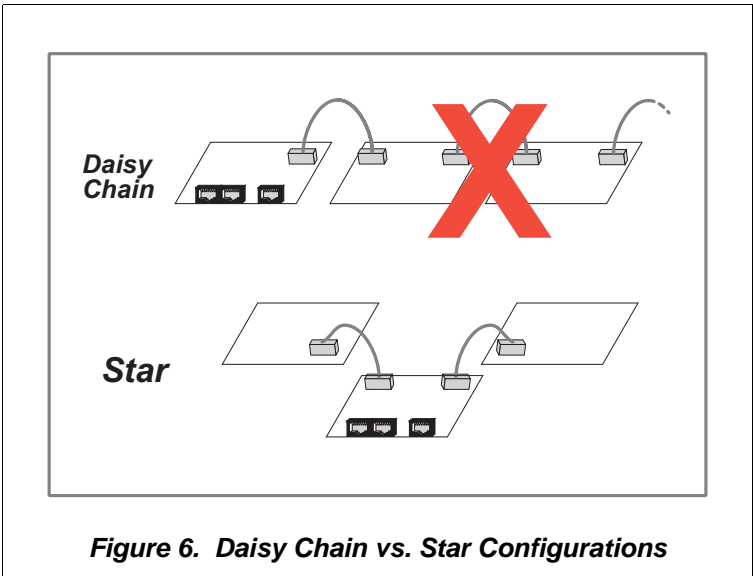 Daisy
Chain
X
Star
Figure 6. Daisy Chain vs. Star Configurations